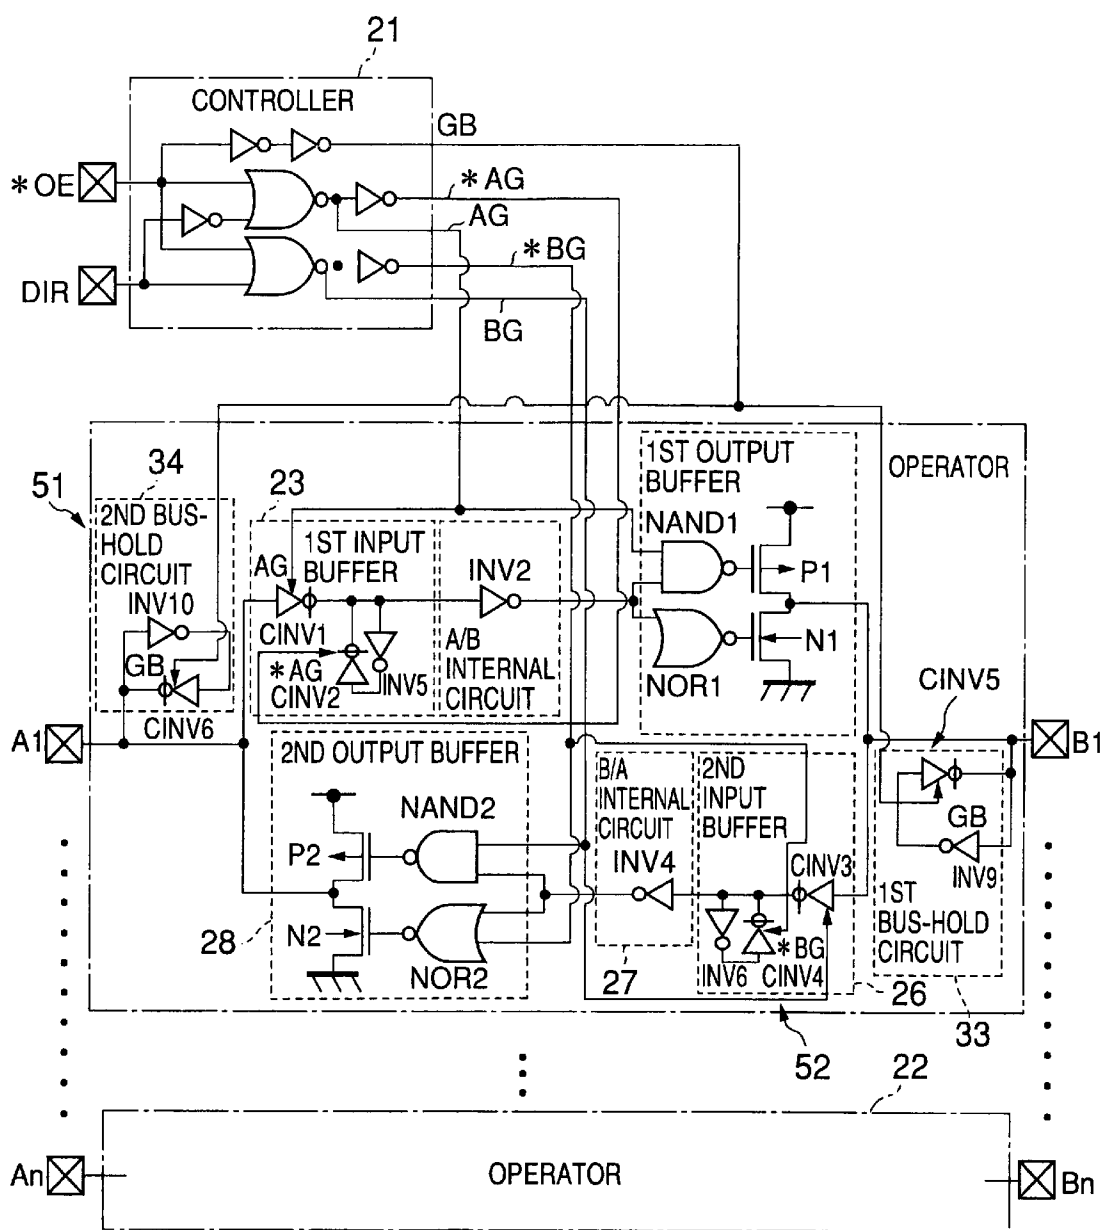 21
CONTROLLER
GB
*OE
*AG
AG
*BG
DIR
BG
1ST OUTPUT
BUFFER
OPERATOR
51
34
23
2ND BUS-
HOLD
CIRCUIT
1ST INPUT
BUFFER
NAND1
AG
INV2
P1
INV10
CINV1
A/B
INTERNAL
CIRCUIT
N1
GB
*AG
CINV2
INV5
NOR1
CINV5
CINV6
A1
B1
2ND OUTPUT BUFFER
B/A
INTERNAL
CIRCUIT
2ND
INPUT
BUFFER
NAND2
GB
P2
INV4
CINV3
INV9
1ST
BUS-HOLD
CIRCUIT
28
N2
*BG
NOR2
INV6
CINV4
27
26
33
52
22
An
OPERATOR
Bn